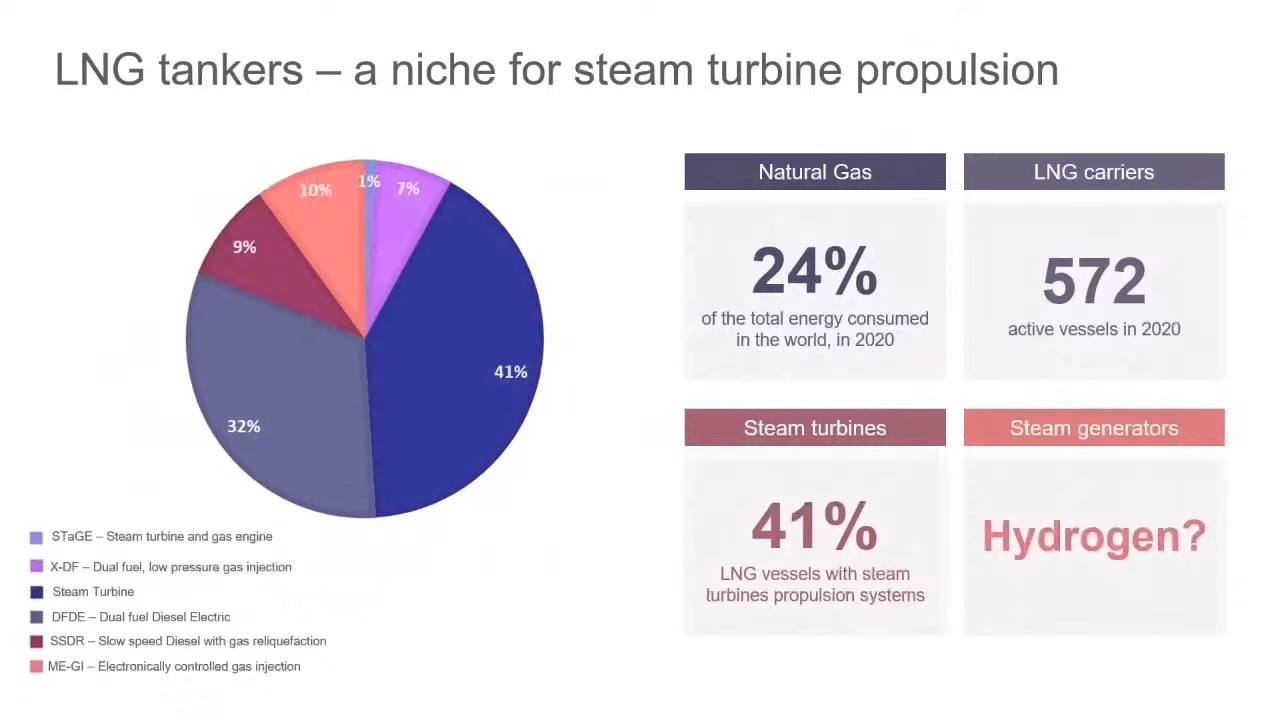 LNG tankers – a niche for steam turbine propulsion
10%
1%
7%
9%
41%
32%
STaGE – Steam turbine and gas engine
X-DF – Dual fuel, low pressure gas injection
Steam Turbine
DFDE – Dual fuel Diesel Electric
SSDR – Slow speed Diesel with gas reliquefaction
ME-GI – Electronically controlled gas injection
Natural Gas
24%
of the total energy consumed
in the world, in 2020
LNG carriers
572
active vessels in 2020
Steam turbines
41%
LNG vessels with steam
turbines propulsion systems
Steam generators
Hydrogen?